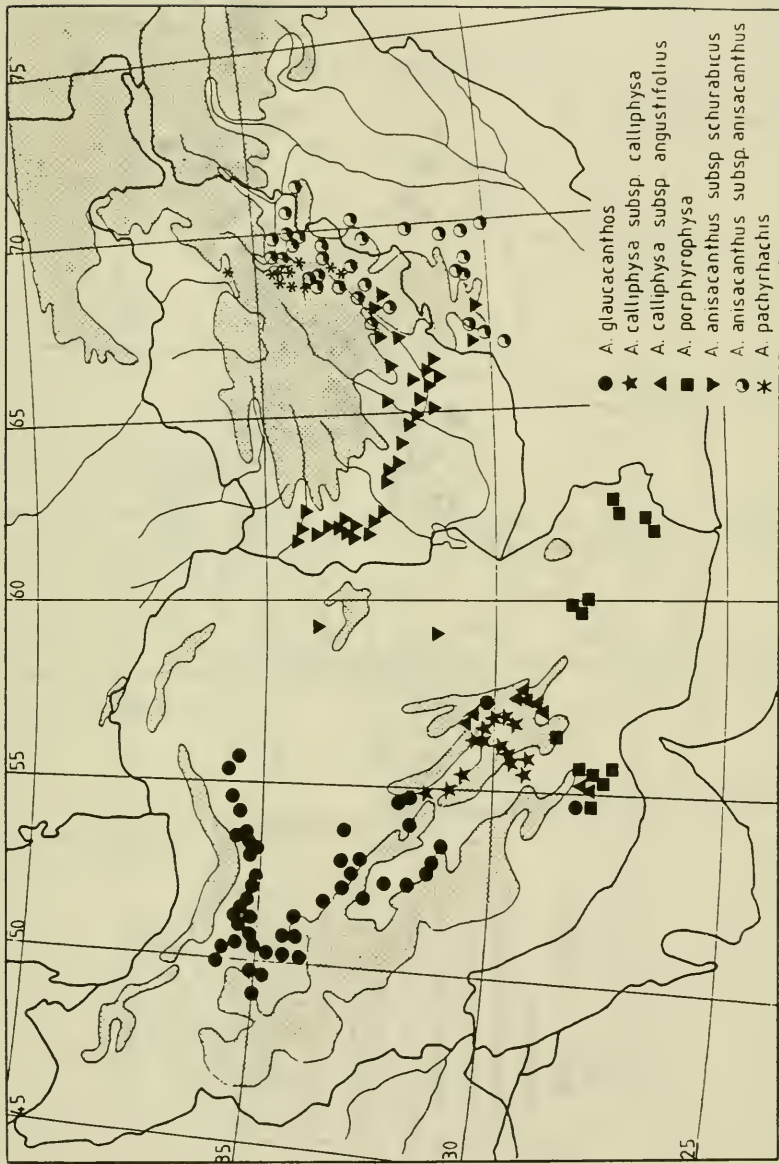 45
50
55
60
65
70
75
35
30
25
A. glaucacanthos
A. calliphysa subsp. calliphysa
A. calliphysa subsp. angustifolius
A. porphyrophysa
A. anisacanthus subsp schurabicus
A. anisacanthus subsp. anisacanthus
A. pachyrhachis